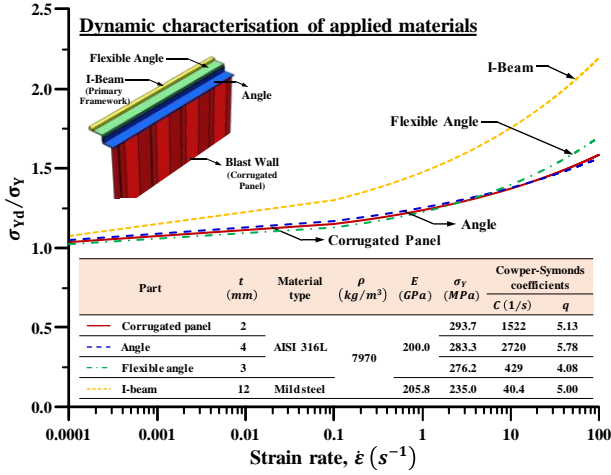 Dynamic characterisation of applied materials
Flexible Angle
I-Beam
(Primary
Framework)
Angle
Blast Wall
(Corrugated
Panel)
I-Beam
Flexible Angle
Angle
Corrugated Panel
σYd/σY
2.5
2.0
1.5
1.0
0.5
0.0
Part t (mm) Material type ρ (kg/m³) E (GPa) σY (MPa) Cowper-Symonds coefficients
C (1/s) q
Corrugated panel 2 AISI 316L 7970 200.0 293.7 1522 5.13
Angle 4 283.3 2720 5.78
Flexible angle 3 276.2 429 4.08
I-beam 12 Mild steel 205.8 235.0 40.4 5.00
0.0001 0.001 0.01 0.1 1 10 100
Strain rate, ε̇ (s⁻¹)